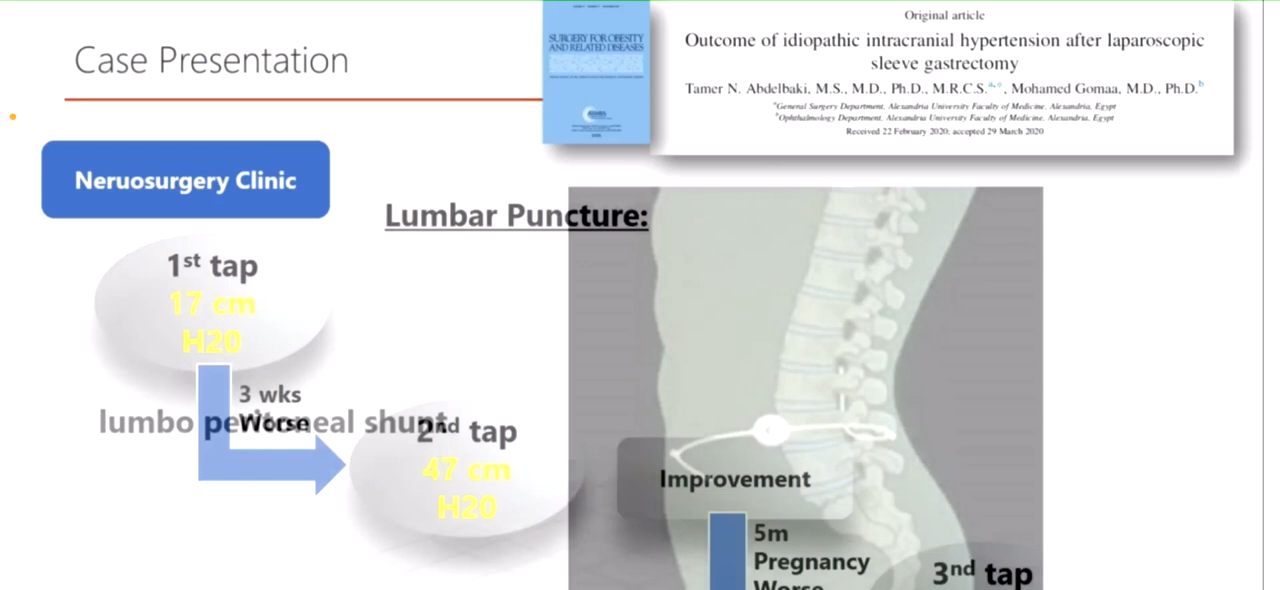 Case Presentation
SURGERY FOR OBESITY
AND RELATED DISEASES
Original article
Outcome of idiopathic intracranial hypertension after laparoscopic
sleeve gastrectomy
Tamer N. Abdelbaki, M.S., M.D., Ph.D., M.R.C.S.a,*, Mohamed Gomaa, M.D., Ph.D.b
aGeneral Surgery Department, Alexandria University Faculty of Medicine, Alexandria, Egypt
bOphthalmology Department, Alexandria University Faculty of Medicine, Alexandria, Egypt
Received 22 February 2020; accepted 29 March 2020
Neruosurgery Clinic
Lumbar Puncture:
1st tap
17 cm
H20
3 wks
Worse
lumbo peritoneal shunt
2nd tap
47 cm
H20
Improvement
5m
Pregnancy
Worse
3nd tap